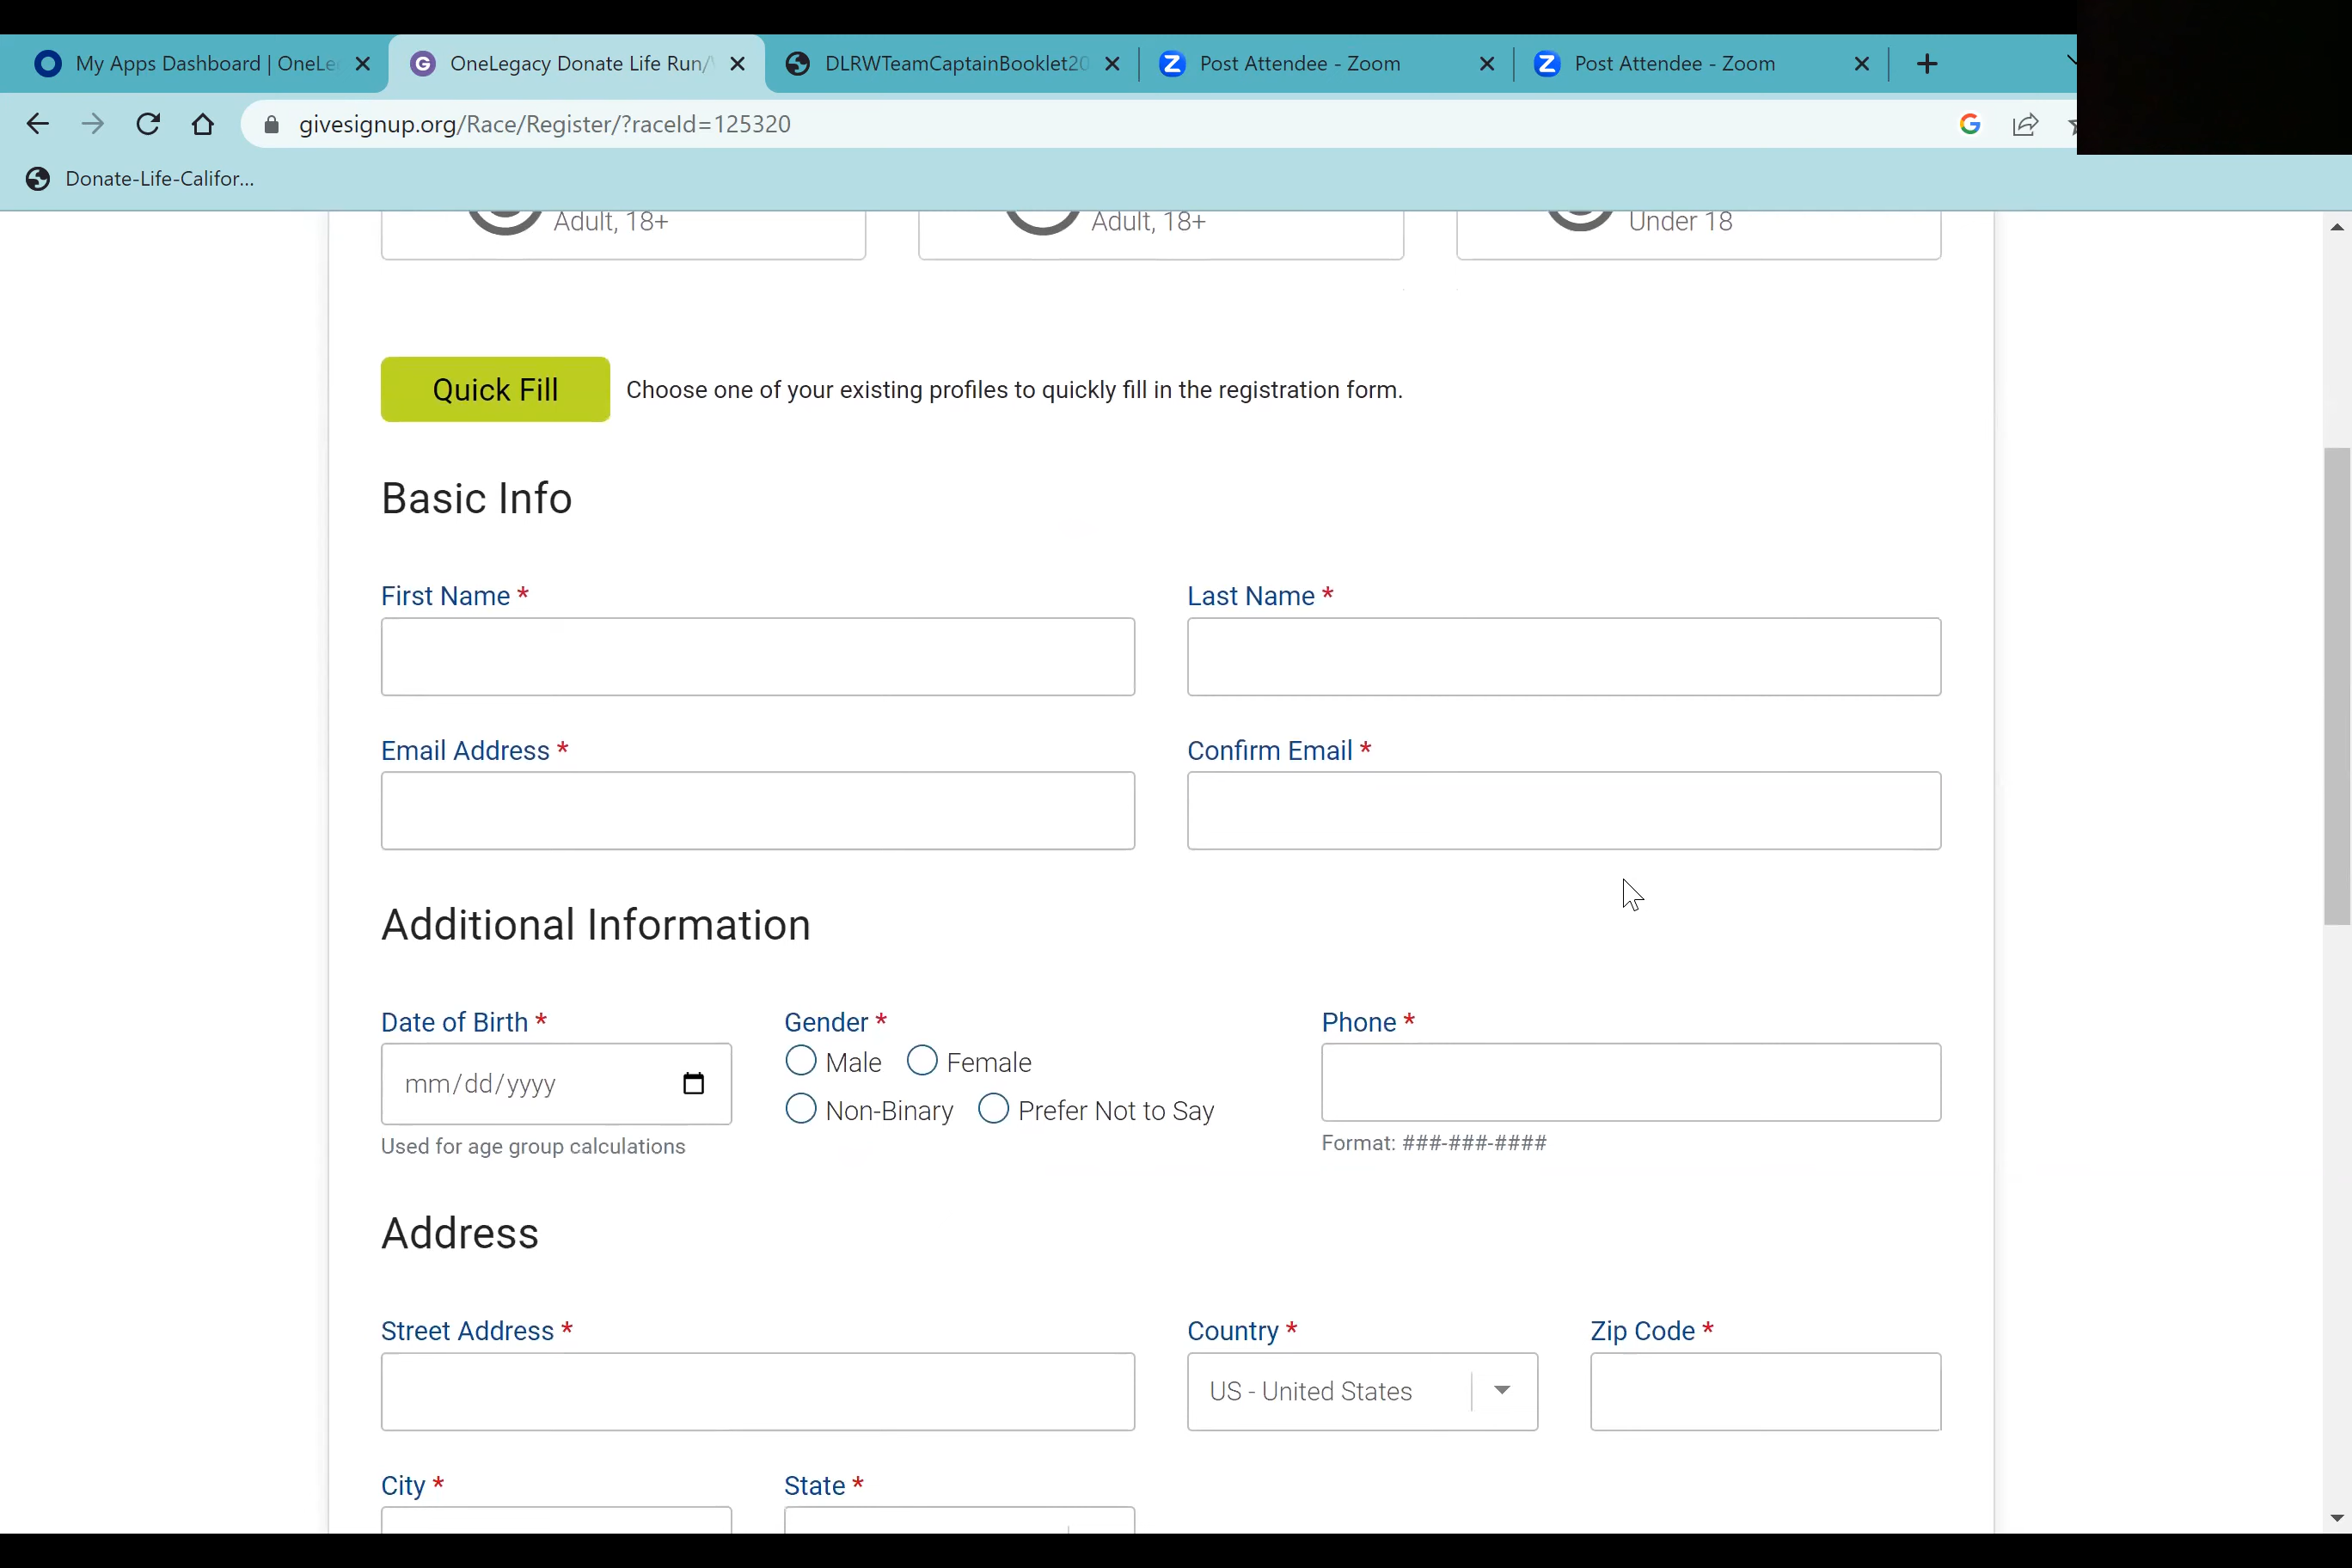 My Apps Dashboard | OneLe
OneLegacy Donate Life Run/
DLRWTeamCaptainBooklet20
Post Attendee - Zoom
Post Attendee - Zoom
givesignup.org/Race/Register/?raceId=125320
Donate-Life-Califor...
Adult, 18+
Adult, 18+
Under 18
Quick Fill
Choose one of your existing profiles to quickly fill in the registration form.
Basic Info
First Name *
Last Name *
Email Address *
Confirm Email *
Additional Information
Date of Birth *
Gender *
Phone *
Male
Female
mm/dd/yyyy
Non-Binary
Prefer Not to Say
Used for age group calculations
Format: ###-###-####
Address
Street Address *
Country *
Zip Code *
US - United States
City *
State *